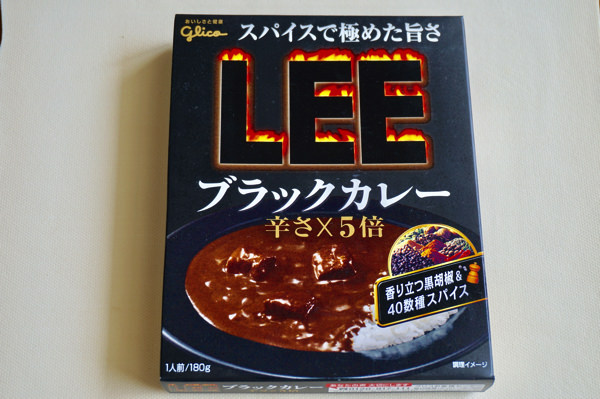 おいしさと健康
glico
スパイスで極めた旨さ
LEE
ブラックカレー
辛さ×5倍
香り立つ黒胡椒&
40数種スパイス
1人前/180g
調理イメージ
LEE ブラックカレー